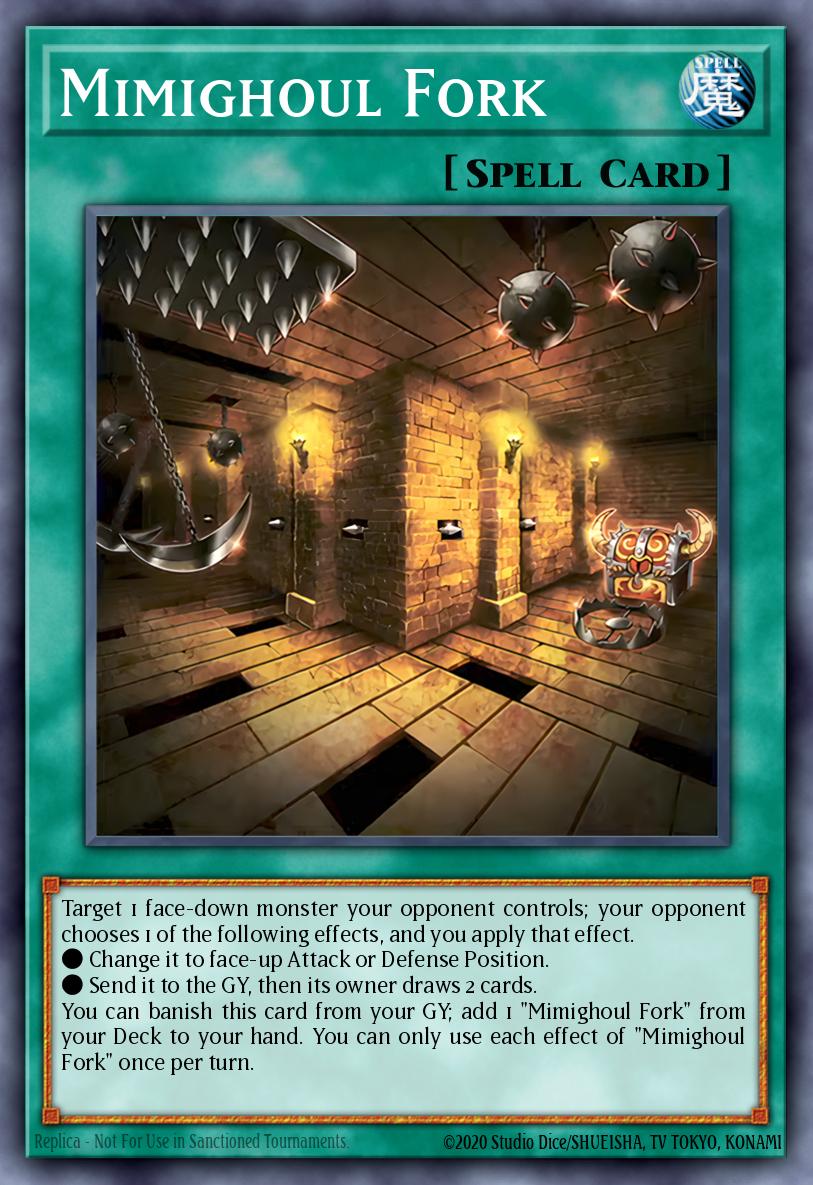 MIMIGHOUL FORK
SPELL
魔
[SPELL CARD]
Target 1 face-down monster your opponent controls; your opponent
chooses 1 of the following effects, and you apply that effect.
● Change it to face-up Attack or Defense Position.
● Send it to the GY, then its owner draws 2 cards.
You can banish this card from your GY; add 1 "Mimighoul Fork" from
your Deck to your hand. You can only use each effect of "Mimighoul
Fork" once per turn.
Replica - Not For Use in Sanctioned Tournaments.
©2020 Studio Dice/SHUEISHA, TV TOKYO, KONAMI